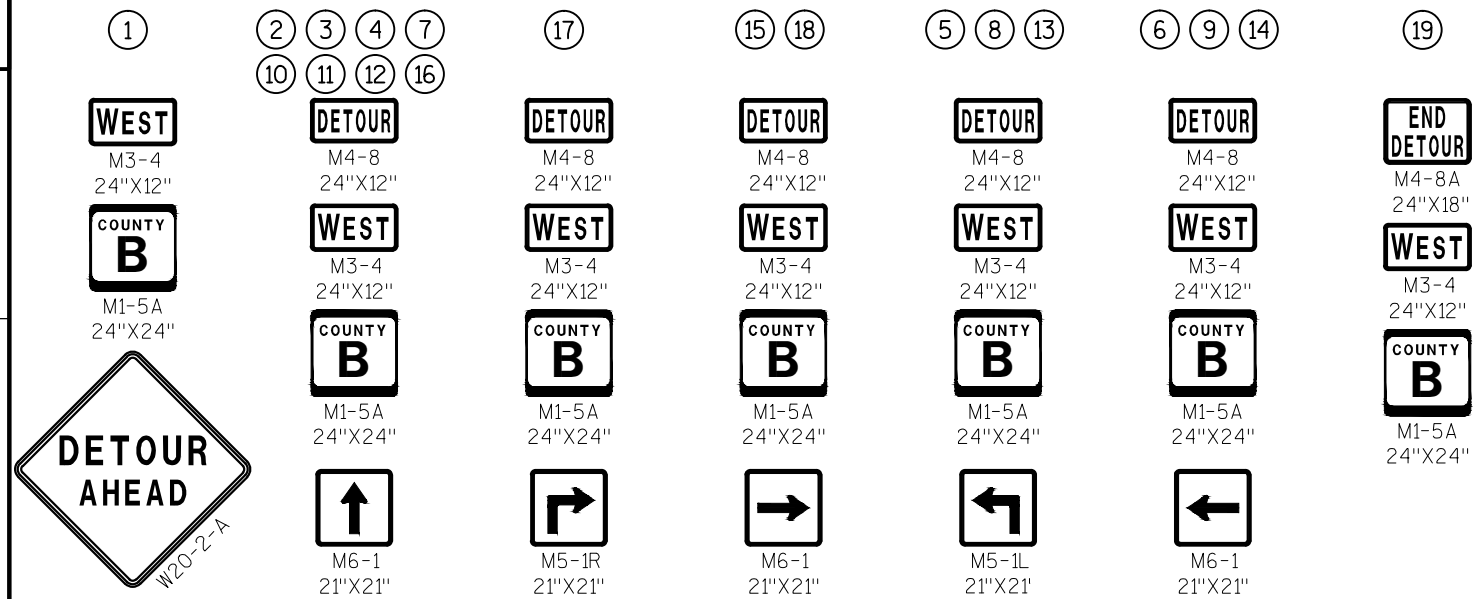 1
WEST
M3-4
24"X12"
COUNTY
B
M1-5A
24"X24"
DETOUR
AHEAD
W20-2-A
2 3 4 7
10 11 12 16
DETOUR
M4-8
24"X12"
WEST
M3-4
24"X12"
COUNTY
B
M1-5A
24"X24"
M6-1
21"X21"
17
DETOUR
M4-8
24"X12"
WEST
M3-4
24"X12"
COUNTY
B
M1-5A
24"X24"
M5-1R
21"X21"
15 18
DETOUR
M4-8
24"X12"
WEST
M3-4
24"X12"
COUNTY
B
M1-5A
24"X24"
M6-1
21"X21"
5 8 13
DETOUR
M4-8
24"X12"
WEST
M3-4
24"X12"
COUNTY
B
M1-5A
24"X24"
M5-1L
21"X21'
6 9 14
DETOUR
M4-8
24"X12"
WEST
M3-4
24"X12"
COUNTY
B
M1-5A
24"X24"
M6-1
21"X21"
19
END
DETOUR
M4-8A
24"X18"
WEST
M3-4
24"X12"
COUNTY
B
M1-5A
24"X24"